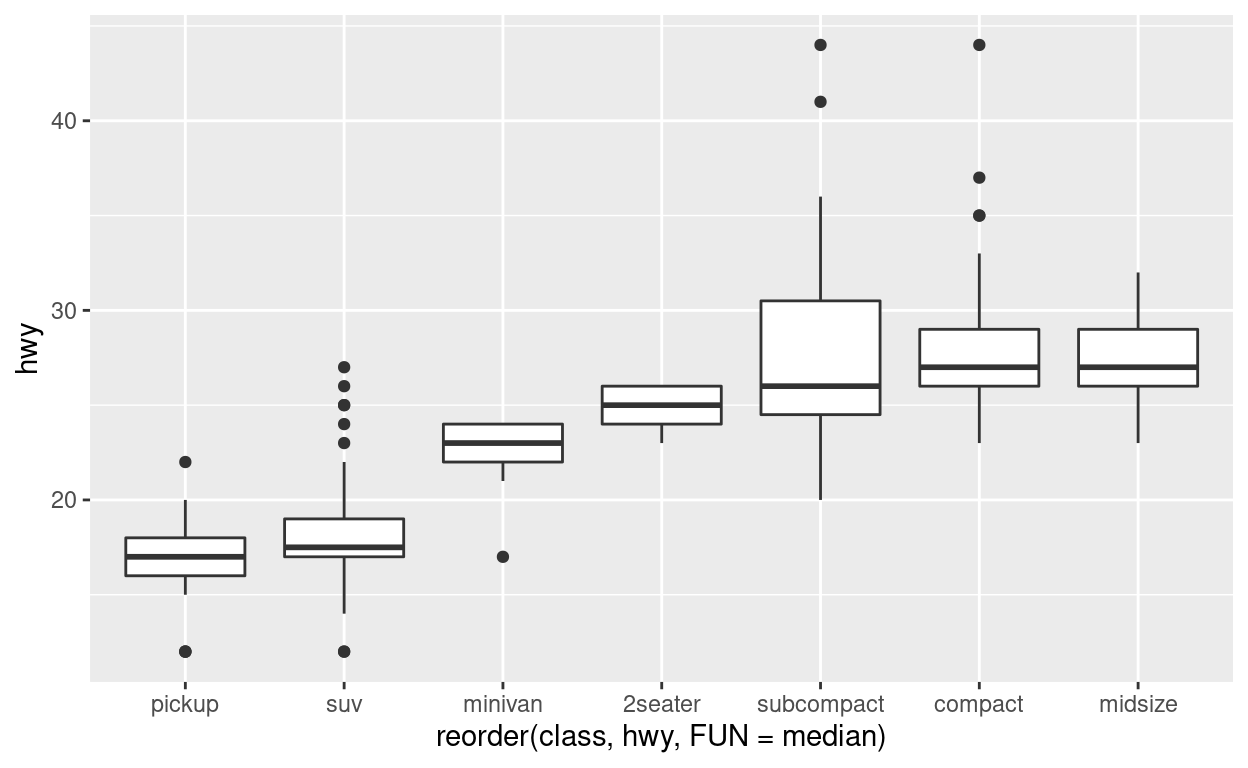 hwy
40
30
20
pickup suv minivan 2seater subcompact compact midsize
reorder(class, hwy, FUN = median)